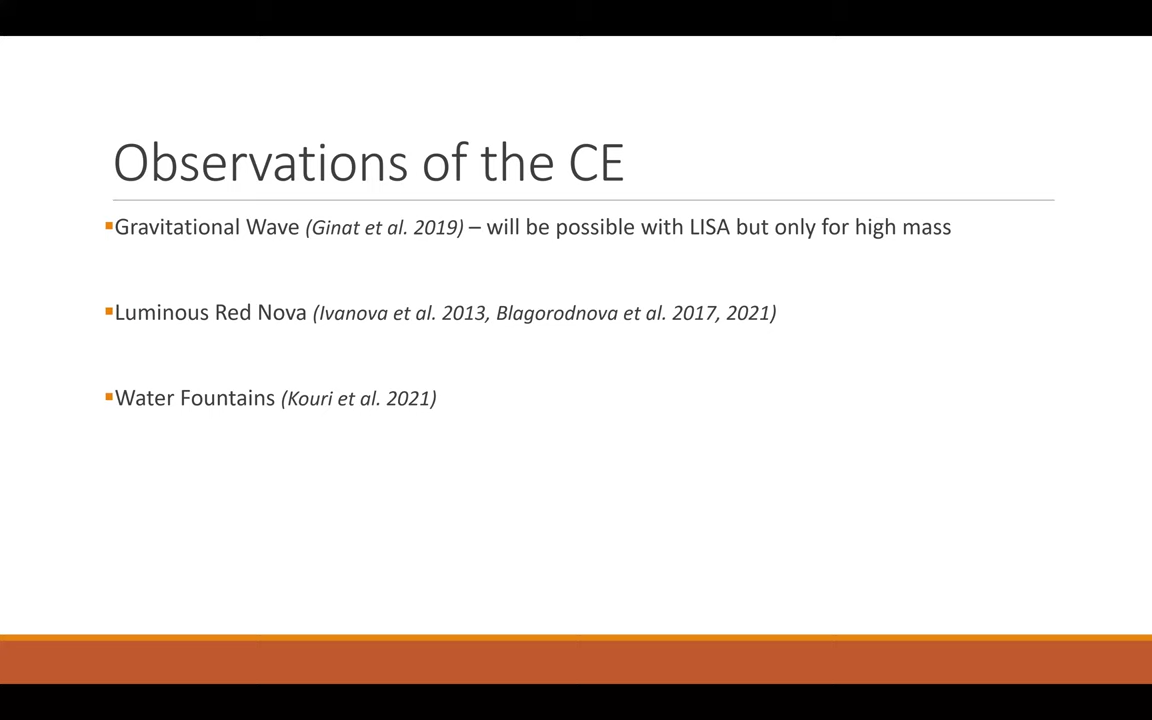 Observations of the CE
▪Gravitational Wave (Ginat et al. 2019) – will be possible with LISA but only for high mass
▪Luminous Red Nova (Ivanova et al. 2013, Blagorodnova et al. 2017, 2021)
▪Water Fountains (Kouri et al. 2021)